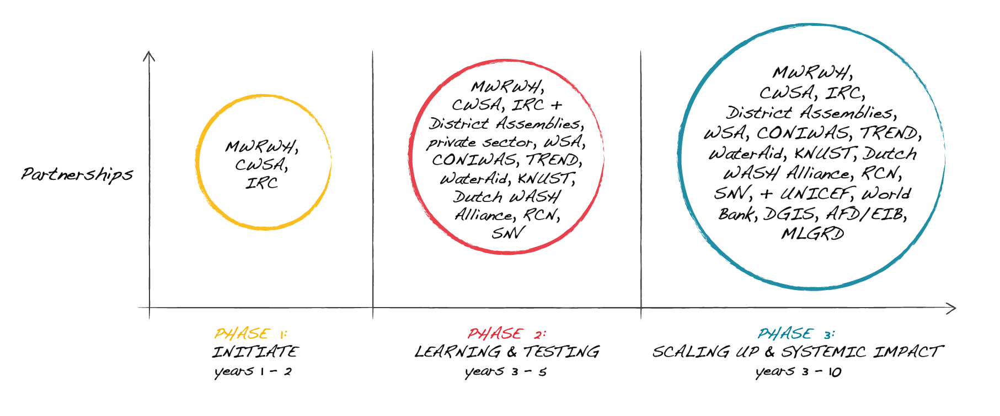 Partnerships
MWRWH,
CWSA,
IRC
MWRWH,
CWSA, IRC +
District Assemblies,
private sector, WSA,
CONIWAS, TREND,
WaterAid, KNUST,
Dutch WASH
Alliance, RCN,
SNV
MWRWH,
CWSA, IRC,
District Assemblies,
WSA, CONIWAS, TREND,
WaterAid, KNUST, Dutch
WASH Alliance, RCN,
SNV, + UNICEF, World
Bank, DGIS, AFD/EIB,
MLGRD
PHASE 1:
INITIATE
years 1 - 2
PHASE 2:
LEARNING & TESTING
years 3 - 5
PHASE 3:
SCALING UP & SYSTEMIC IMPACT
years 3 - 10